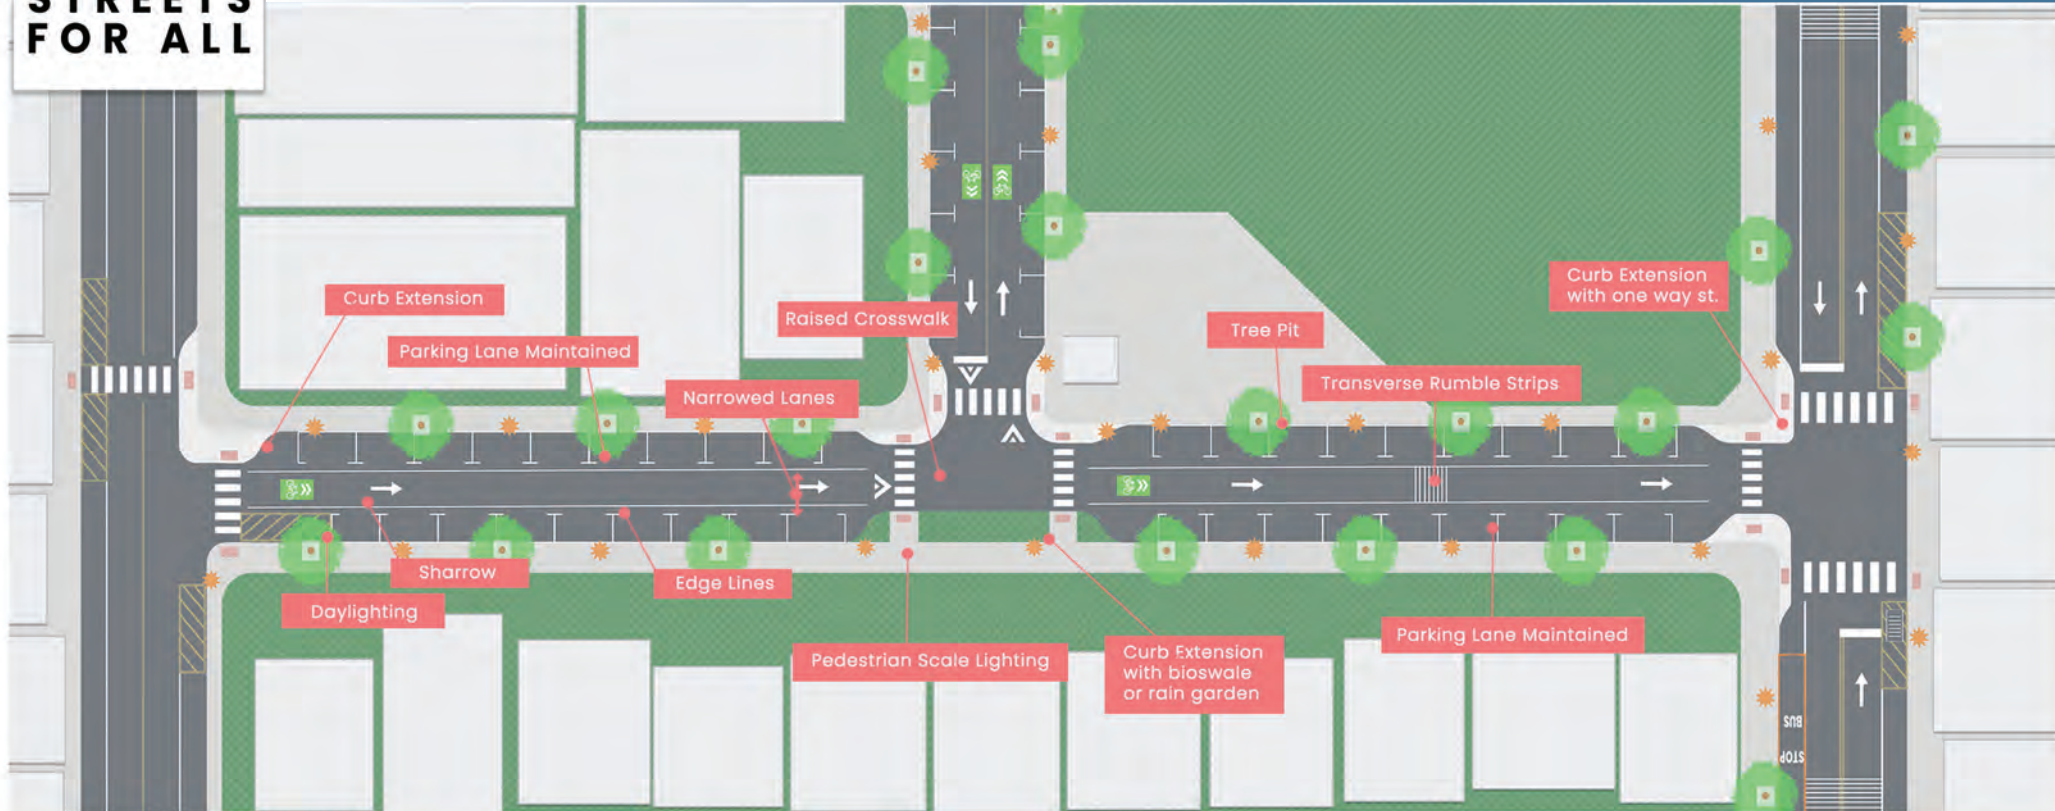 STREETS
FOR ALL
Curb Extension
with one way st.
Curb Extension
Raised Crosswalk
Tree Pit
Parking Lane Maintained
Transverse Rumble Strips
Narrowed Lanes
Sharrow
Edge Lines
Daylighting
Parking Lane Maintained
Pedestrian Scale Lighting
Curb Extension
with bioswale
or rain garden
BUS
STOP